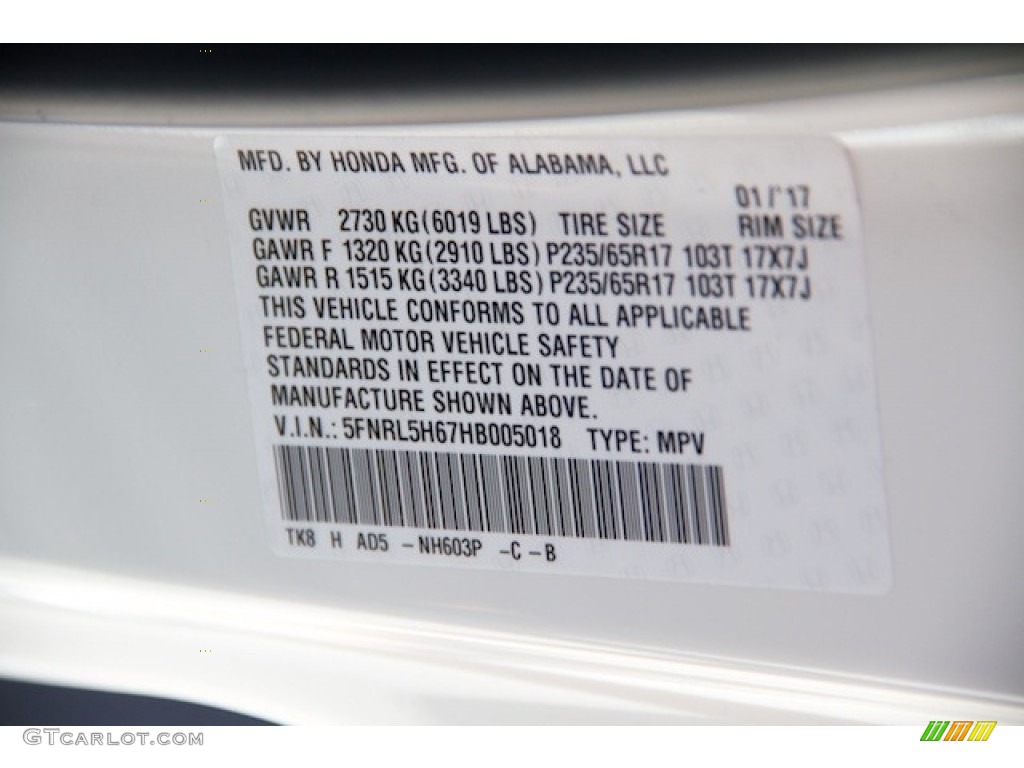 MFD. BY HONDA MFG. OF ALABAMA, LLC
01/'17
GVWR 2730 KG(6019 LBS) TIRE SIZE RIM SIZE
GAWR F 1320 KG(2910 LBS) P235/65R17 103T 17X7J
GAWR R 1515 KG(3340 LBS) P235/65R17 103T 17X7J
THIS VEHICLE CONFORMS TO ALL APPLICABLE
FEDERAL MOTOR VEHICLE SAFETY
STANDARDS IN EFFECT ON THE DATE OF
MANUFACTURE SHOWN ABOVE.
V.I.N.: 5FNRL5H67HB005018 TYPE: MPV
TK8 H AD5 -NH603P -C -B
GTCARLOT.COM